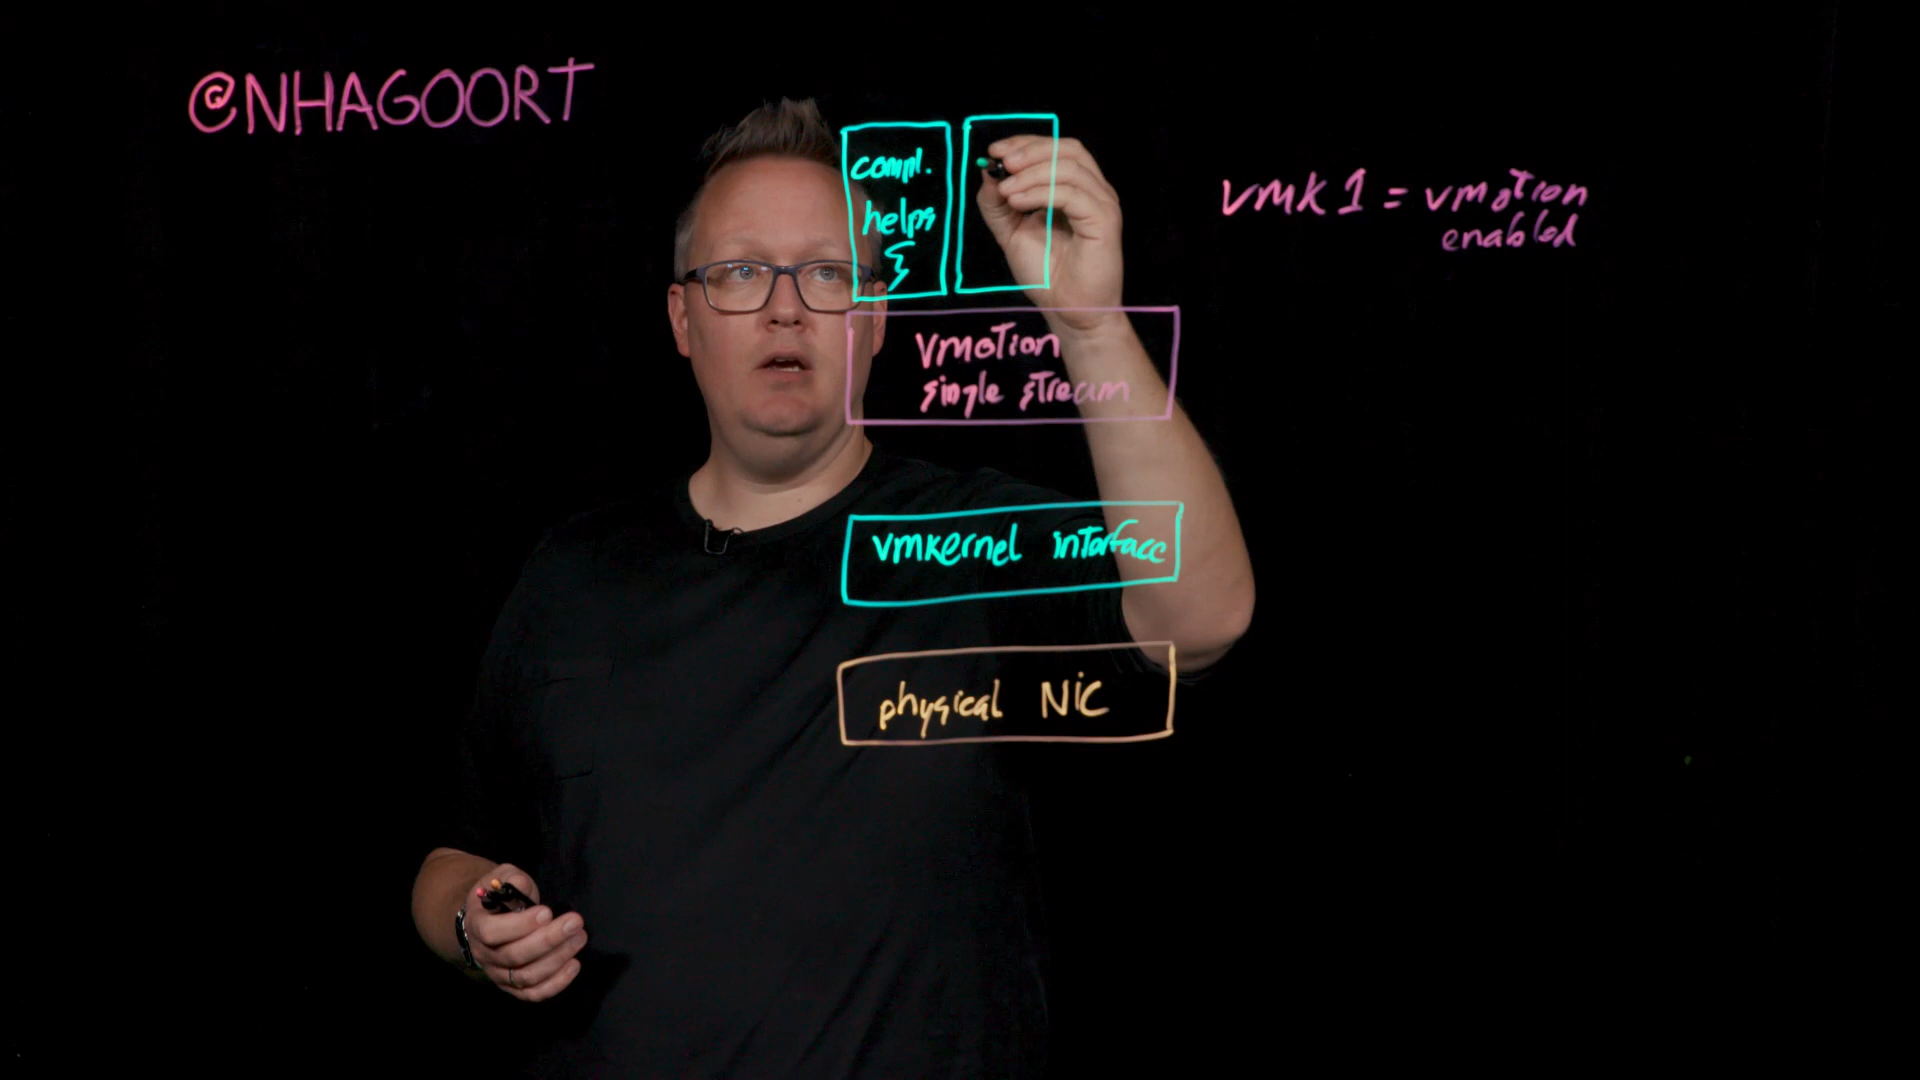 @NHAGOORT
compl.
helps
vmk1 = vmotion
enabled
vmotion
single stream
vmkernel interface
physical NiC